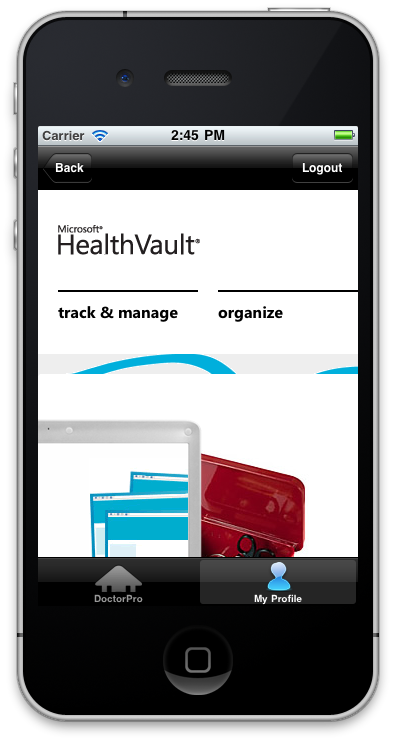 Carrier 2:45 PM
Back Logout
Microsoft®
HealthVault®
track & manage organize
DoctorPro My Profile